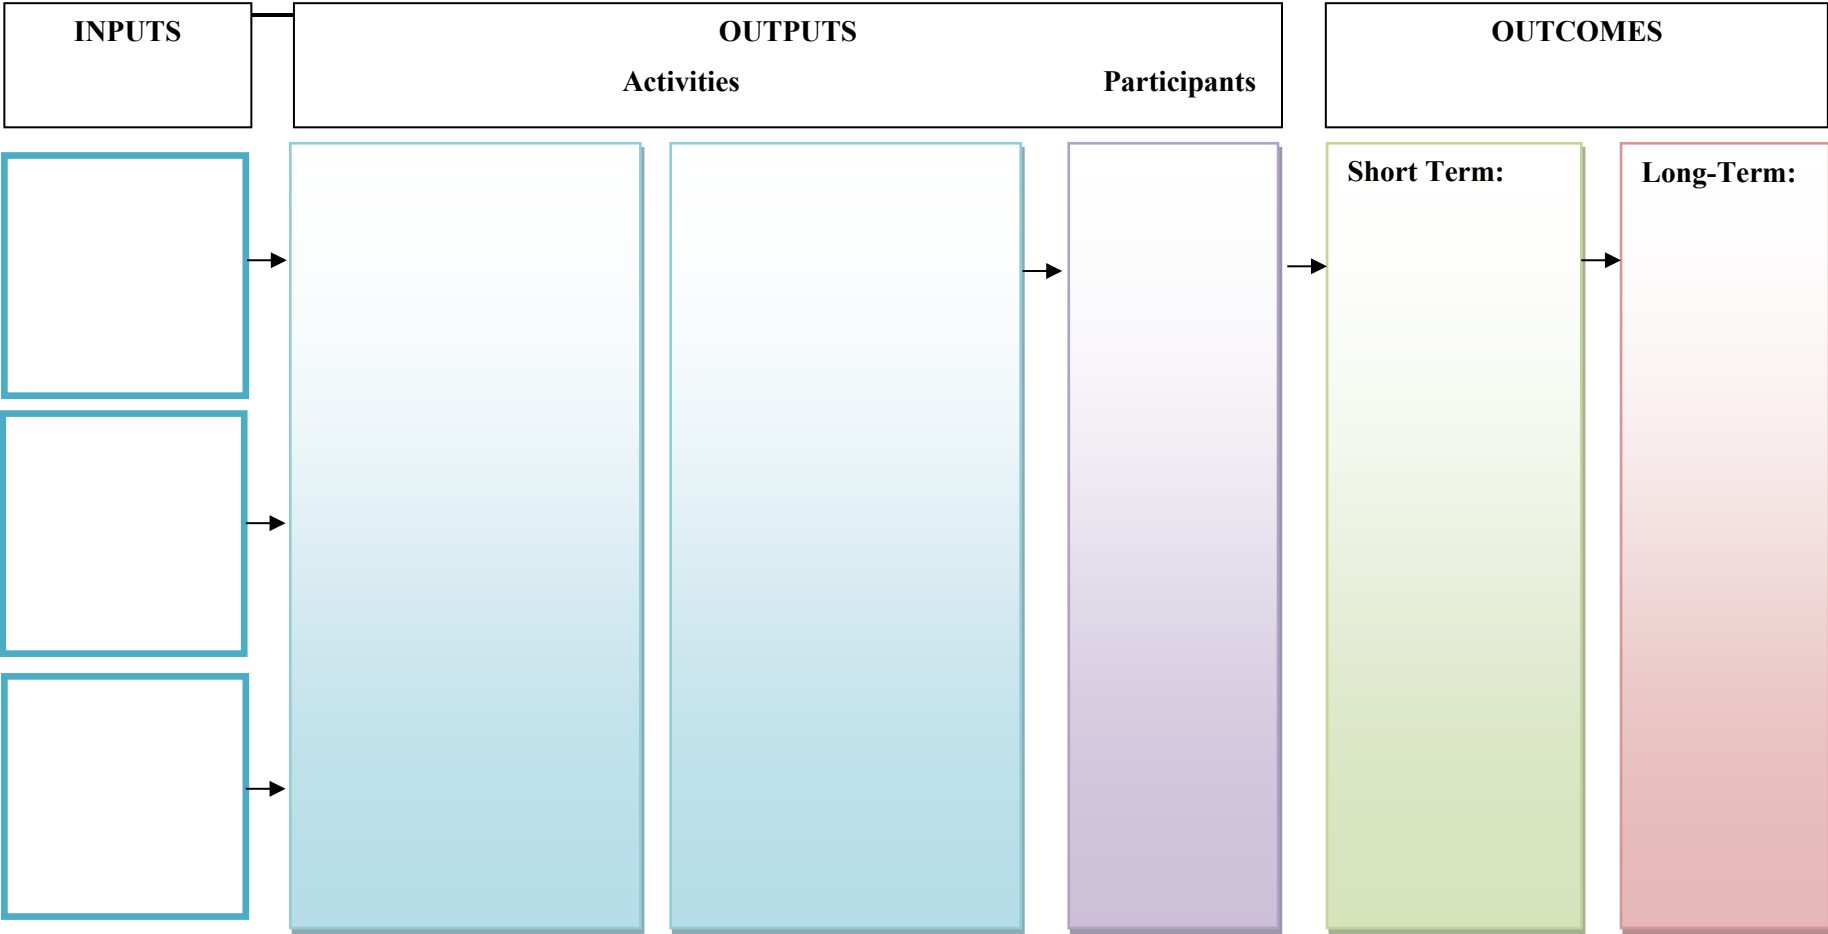 INPUTS
OUTPUTS
Activities
Participants
OUTCOMES
Short Term:
Long-Term: